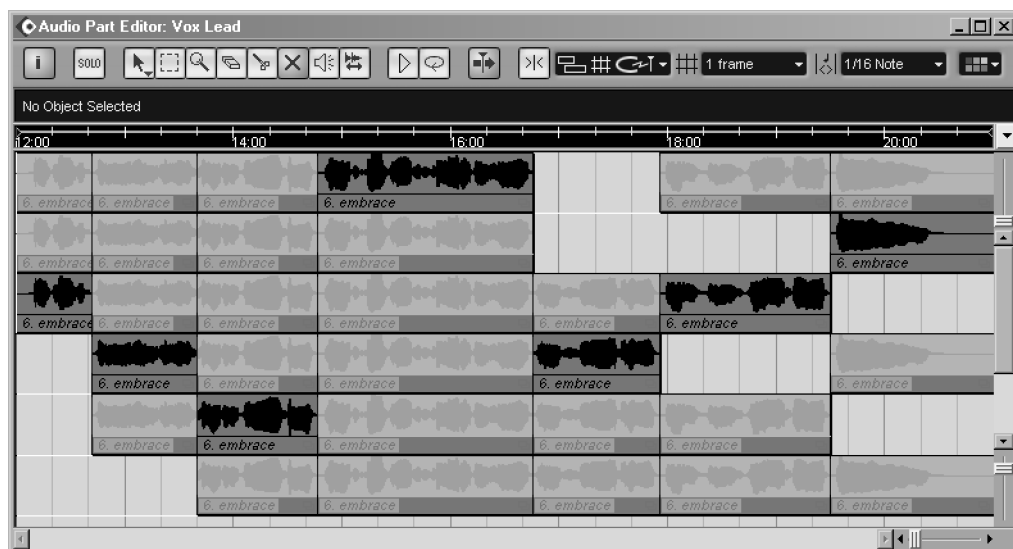 Audio Part Editor: Vox Lead
i SOLO 1 frame 1/16 Note
No Object Selected
12:00 14:00 16:00 18:00 20:00
6. embrace 6. embrace 6. embrace 6. embrace 6. embrace 6. embrace
6. embrace 6. embrace 6. embrace 6. embrace 6. embrace
6. embrace 6. embrace 6. embrace 6. embrace 6. embrace 6. embrace
6. embrace 6. embrace 6. embrace 6. embrace 6. embrace
6. embrace 6. embrace 6. embrace 6. embrace 6. embrace
6. embrace 6. embrace 6. embrace 6. embrace 6. embrace